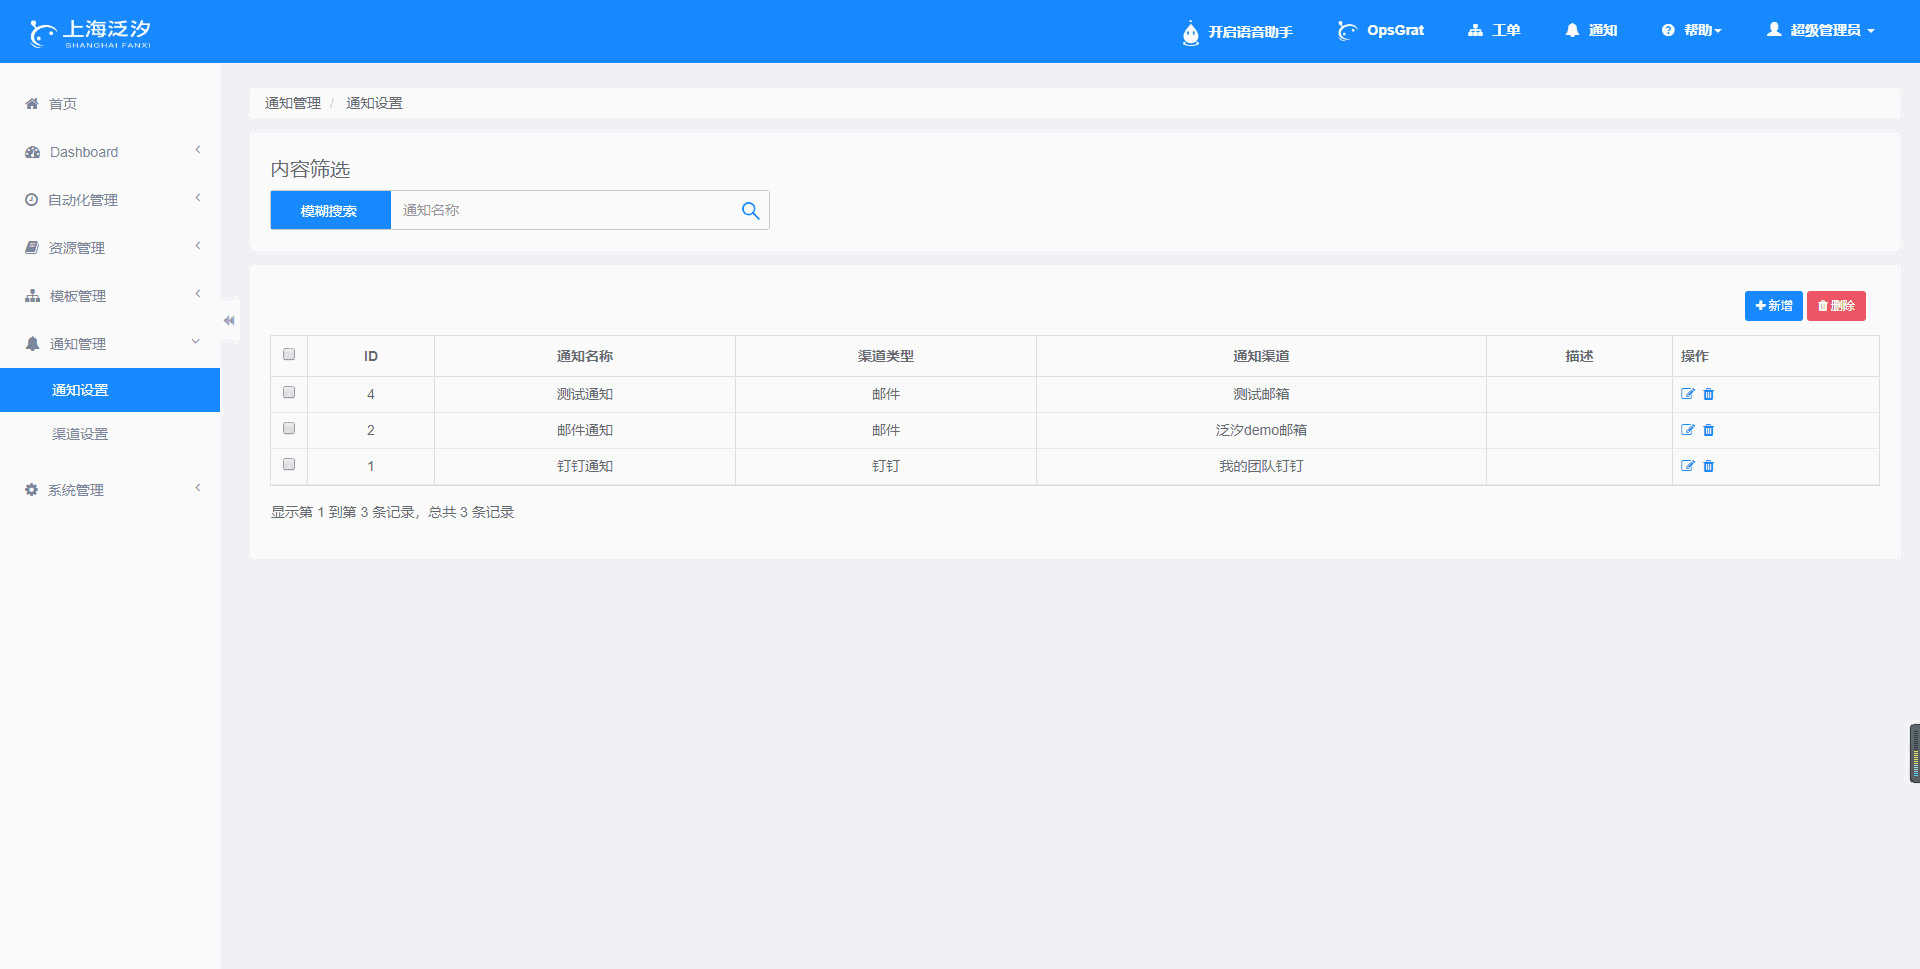 上海泛汐
SHANGHAI FANXI
开启语音助手 OpsGrat 工单 通知 帮助 超级管理员
首页
Dashboard
自动化管理
资源管理
模板管理
通知管理
通知设置
渠道设置
系统管理
通知管理 / 通知设置
内容筛选
模糊搜索 通知名称
新增 删除
ID 通知名称 渠道类型 通知渠道 描述 操作
4 测试通知 邮件 测试邮箱
2 邮件通知 邮件 泛汐demo邮箱
1 钉钉通知 钉钉 我的团队钉钉
显示第 1 到第 3 条记录，总共 3 条记录